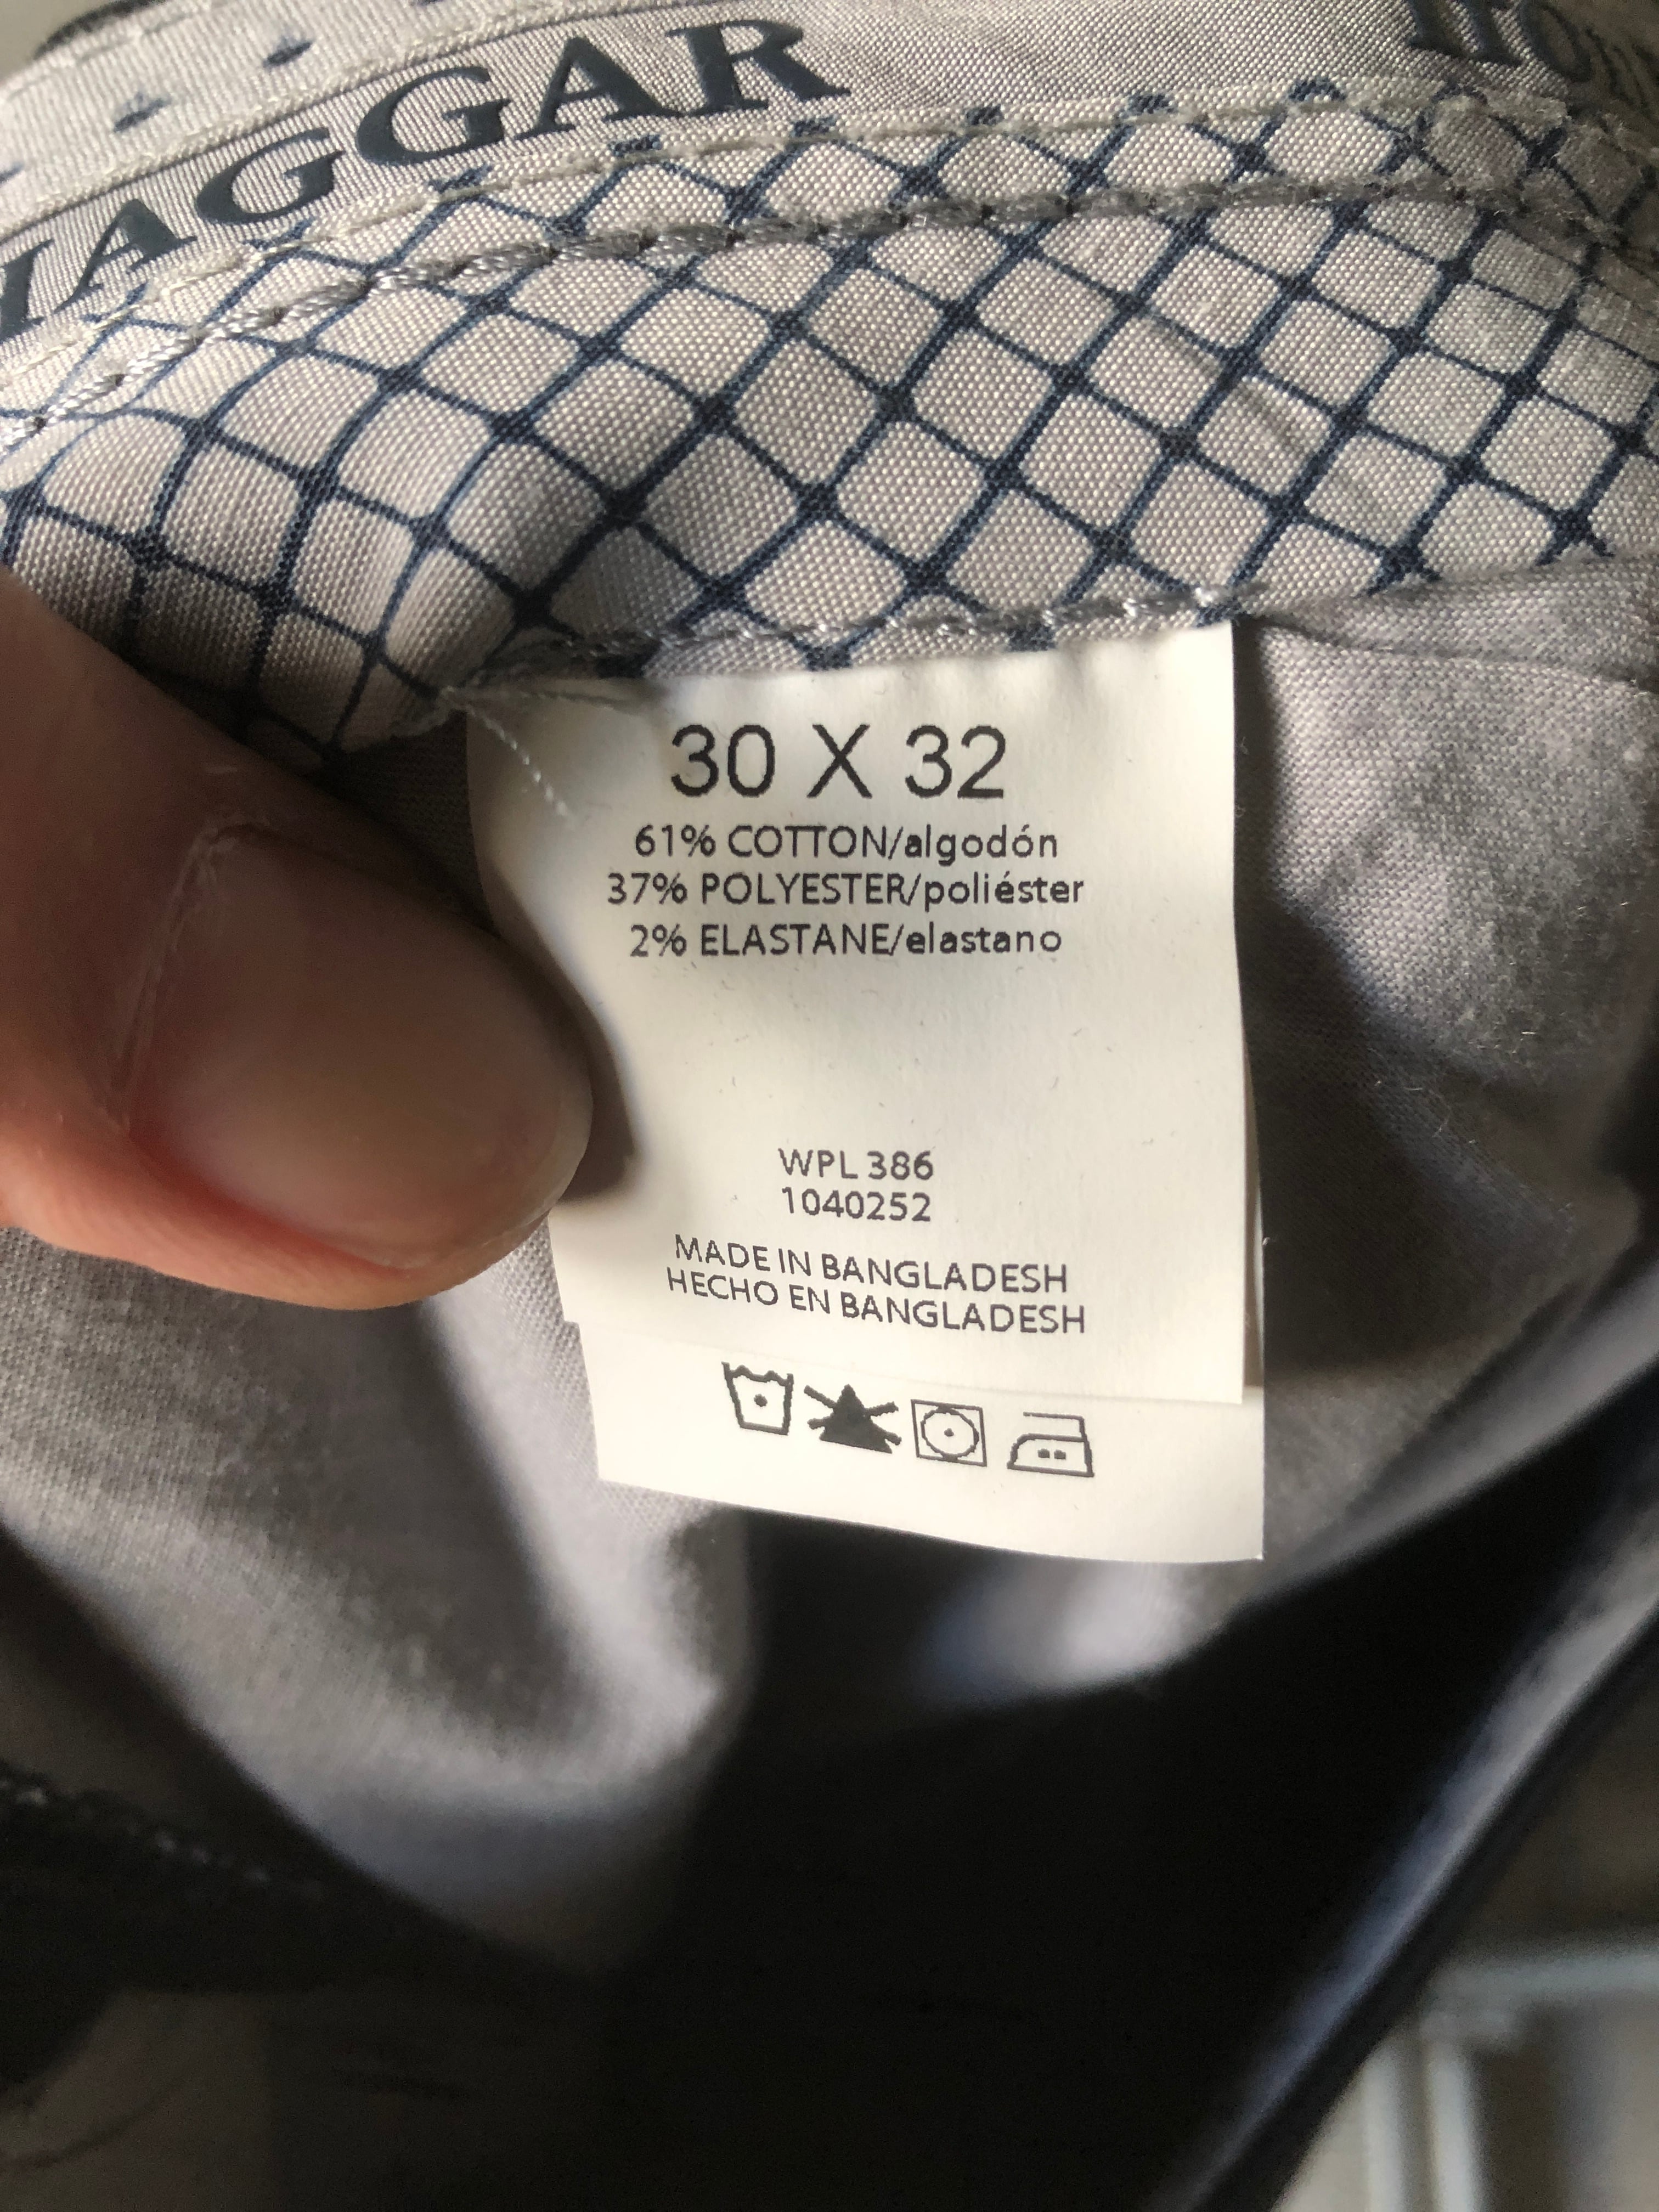 HAGGAR
30 X 32
61% COTTON/algodón
37% POLYESTER/poliéster
2% ELASTANE/elastano
WPL 386
1040252
MADE IN BANGLADESH
HECHO EN BANGLADESH